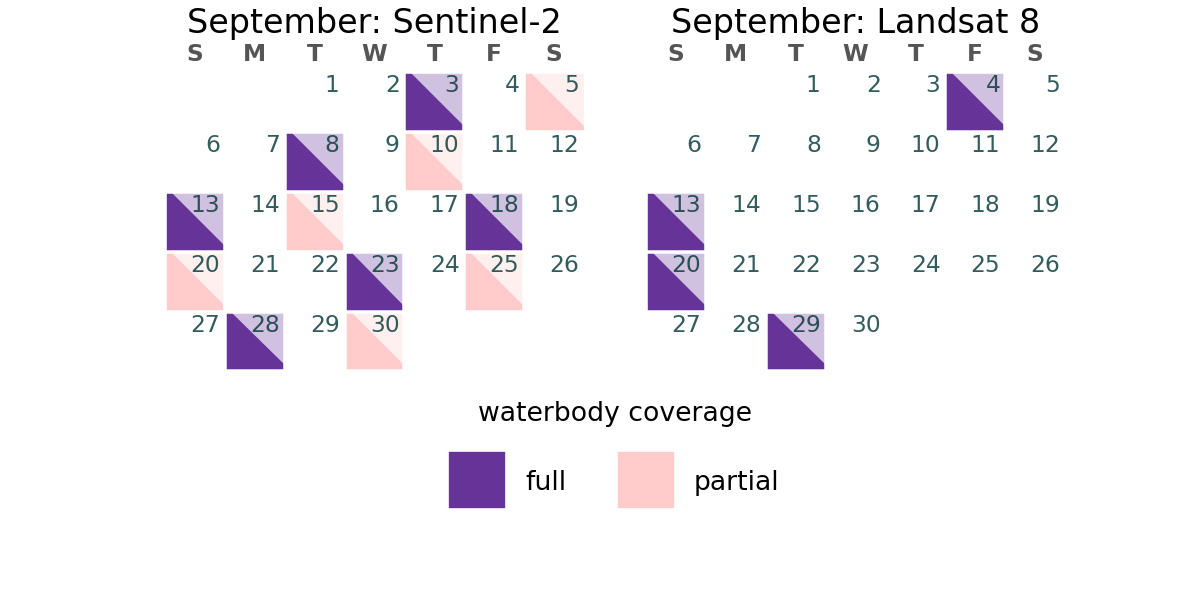 September: Sentinel-2
S M T W T F S
1 2 3 4 5
6 7 8 9 10 11 12
13 14 15 16 17 18 19
20 21 22 23 24 25 26
27 28 29 30
September: Landsat 8
S M T W T F S
1 2 3 4 5
6 7 8 9 10 11 12
13 14 15 16 17 18 19
20 21 22 23 24 25 26
27 28 29 30
waterbody coverage
full
partial